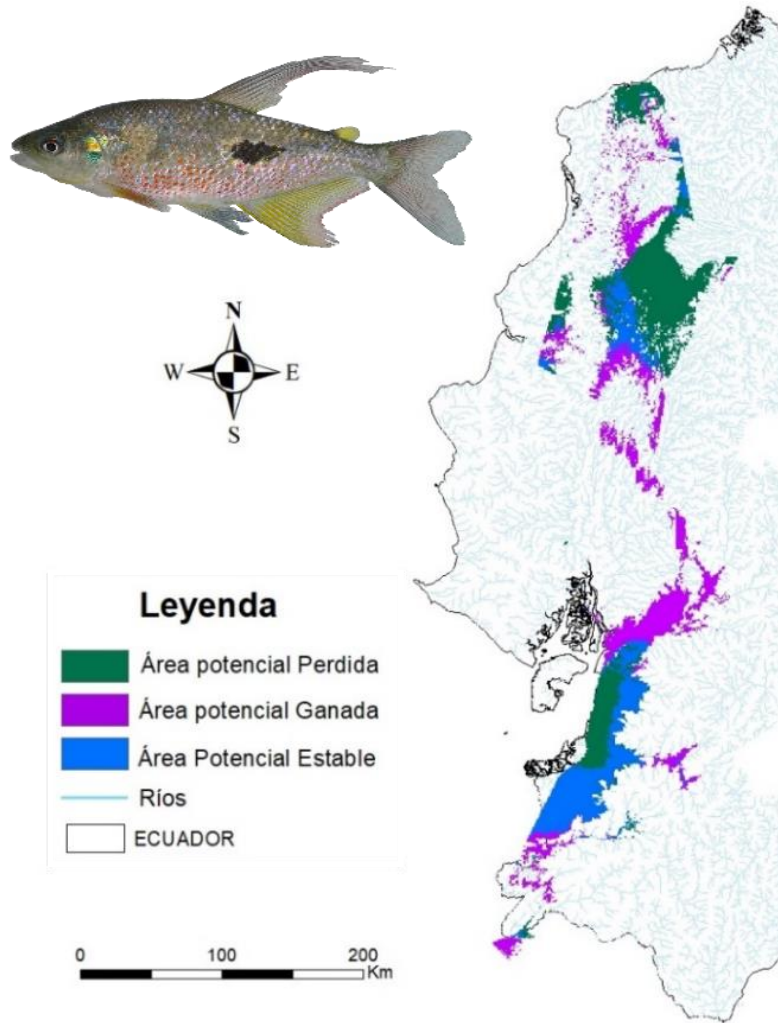 N
W E
S
Leyenda
Área potencial Perdida
Área potencial Ganada
Área Potencial Estable
Ríos
ECUADOR
0 100 200
Km